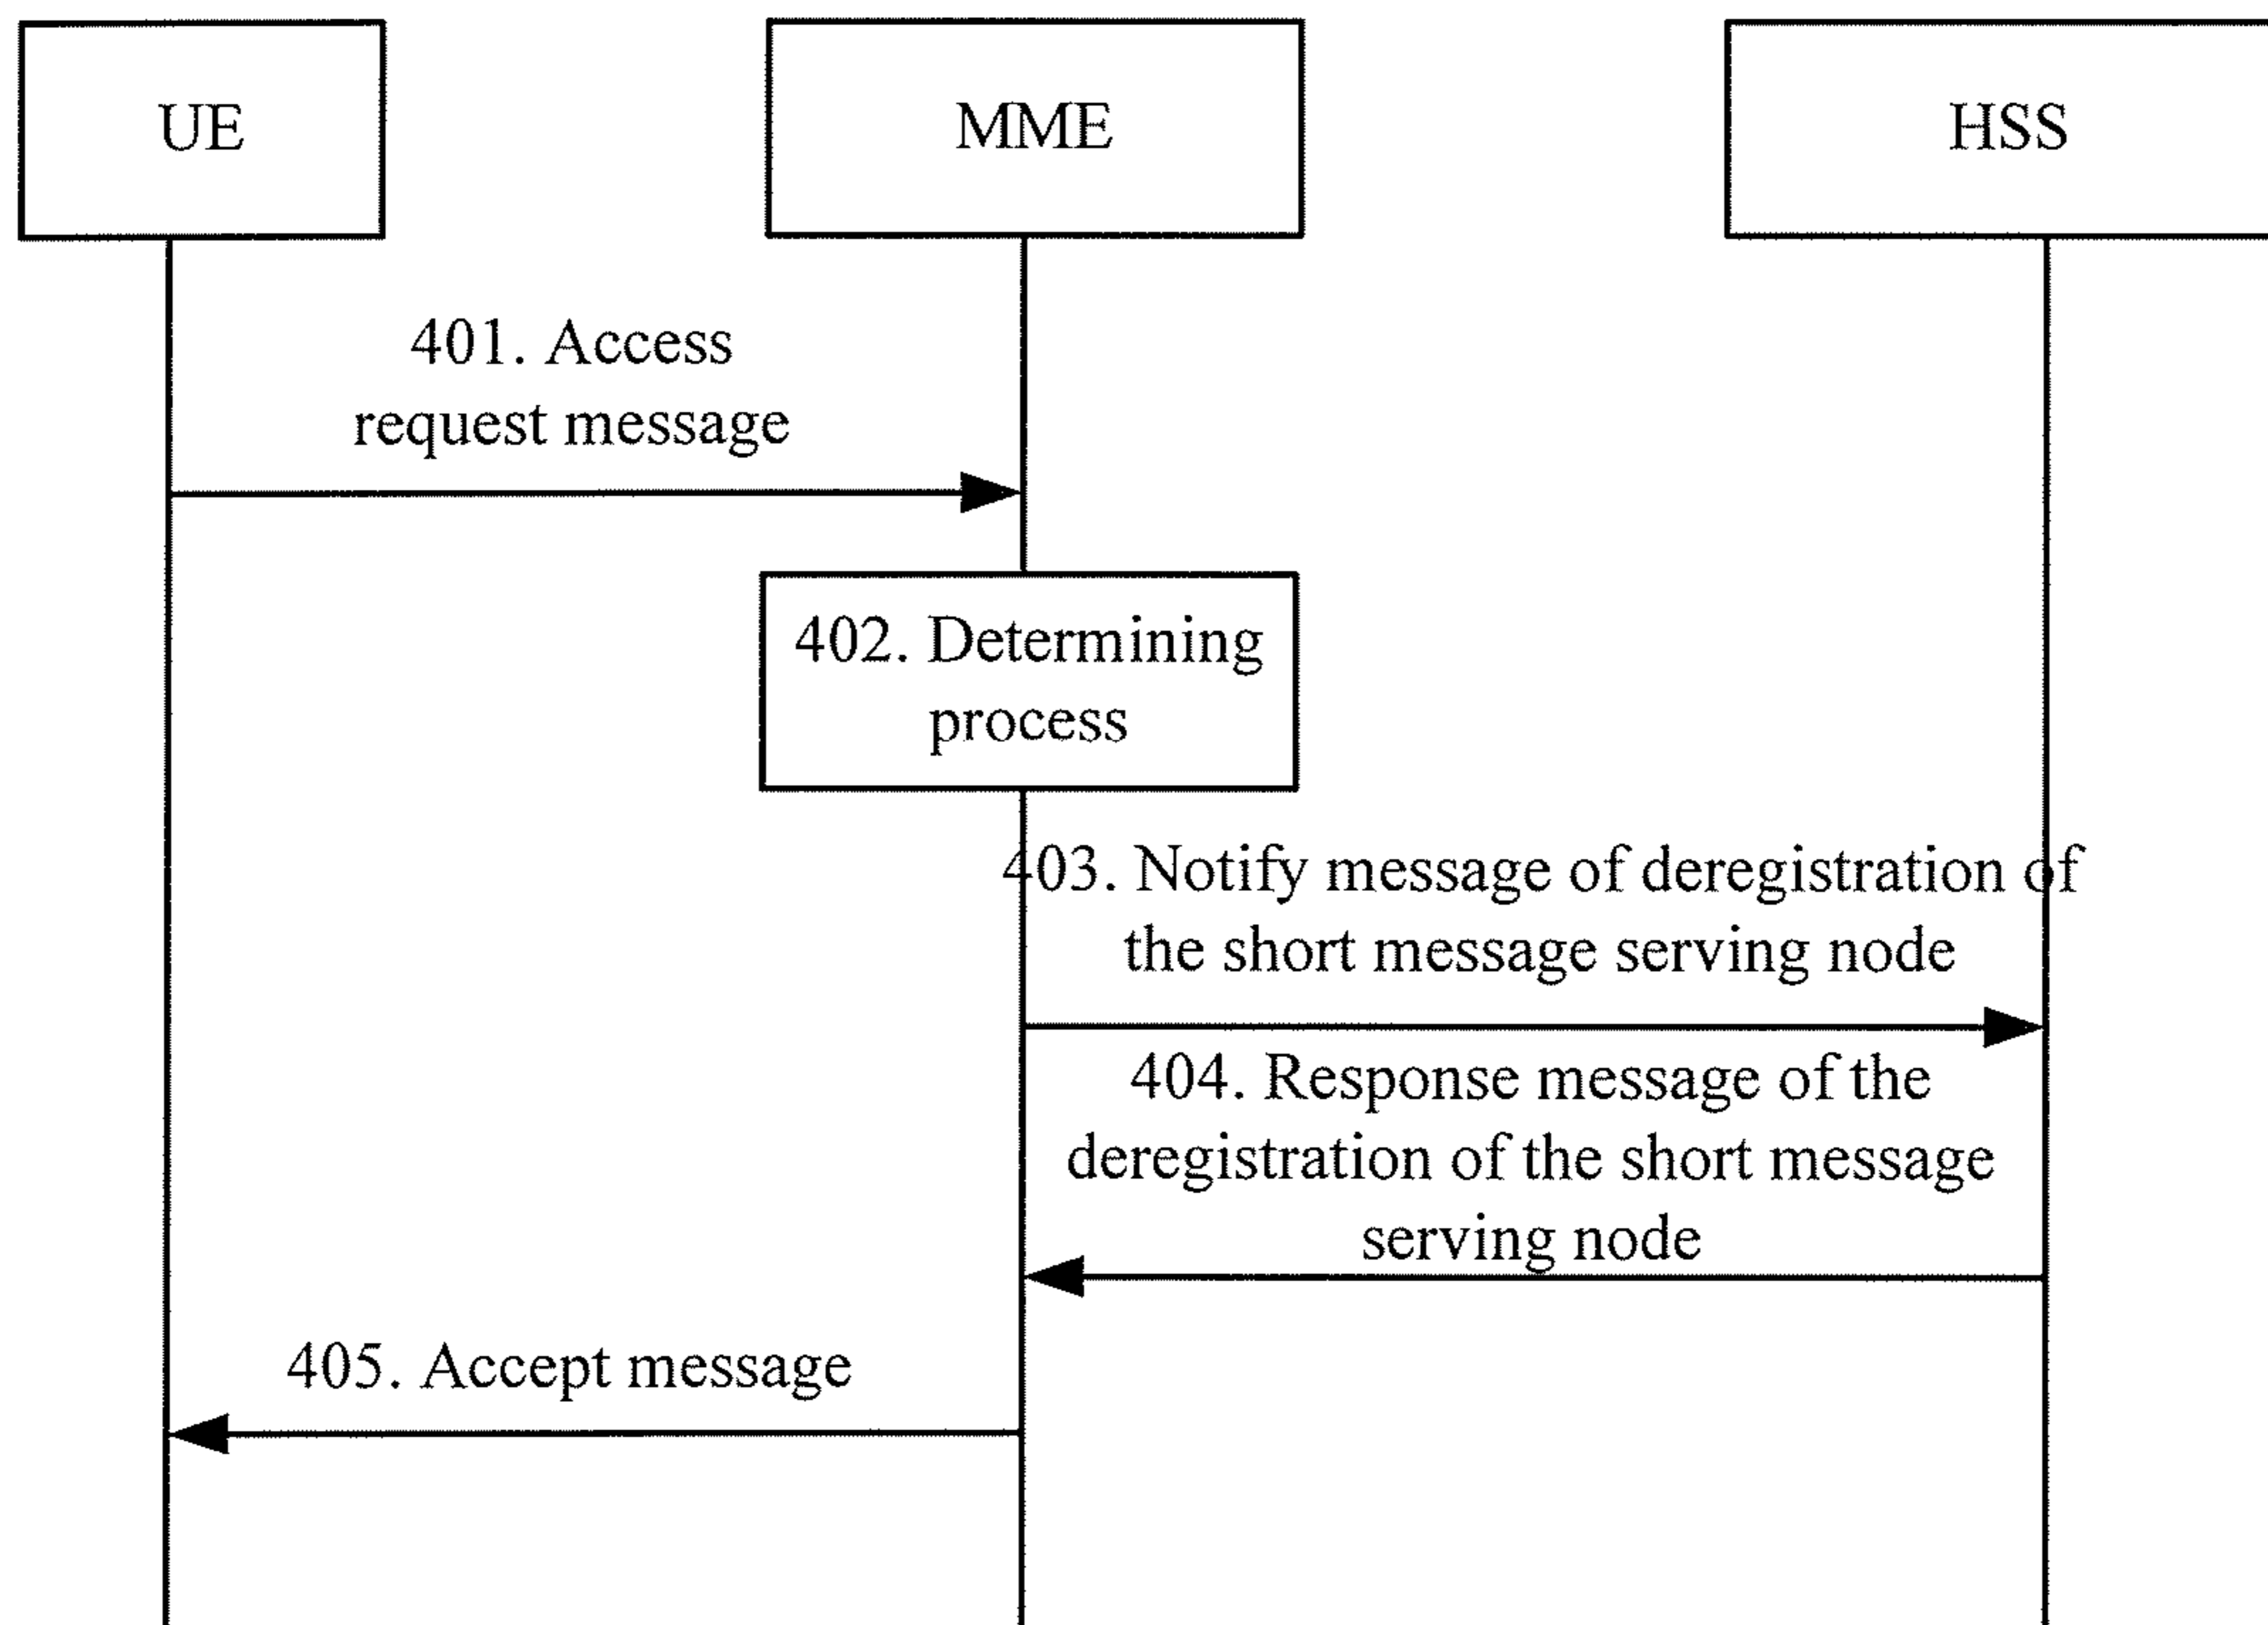 UE
MME
HSS
401. Access
request message
402. Determining
process
403. Notify message of deregistration of
the short message serving node
404. Response message of the
deregistration of the short message
serving node
405. Accept message